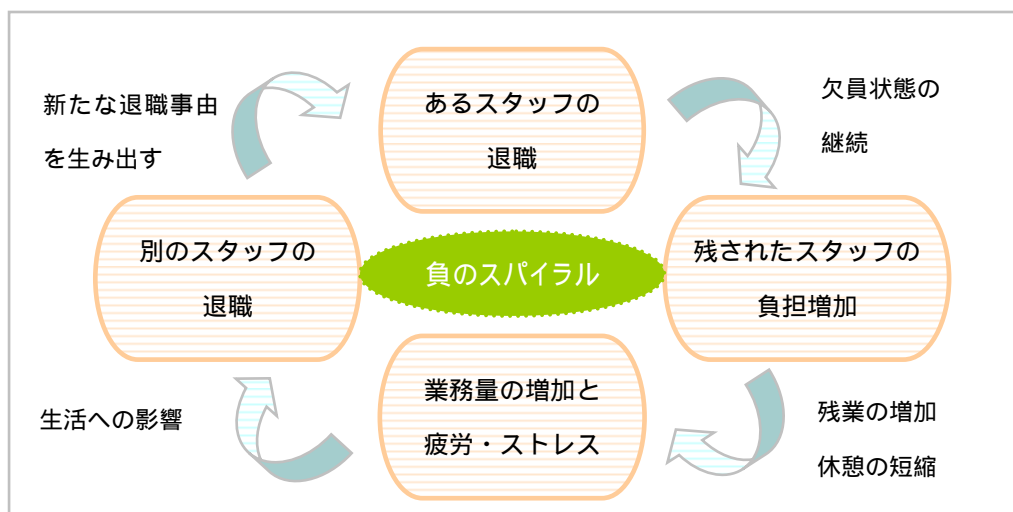 あるスタッフの
退職
欠員状態の
継続
残されたスタッフの
負担増加
残業の増加
休憩の短縮
業務量の増加と
疲労・ストレス
生活への影響
別のスタッフの
退職
新たな退職事由
を生み出す
負のスパイラル